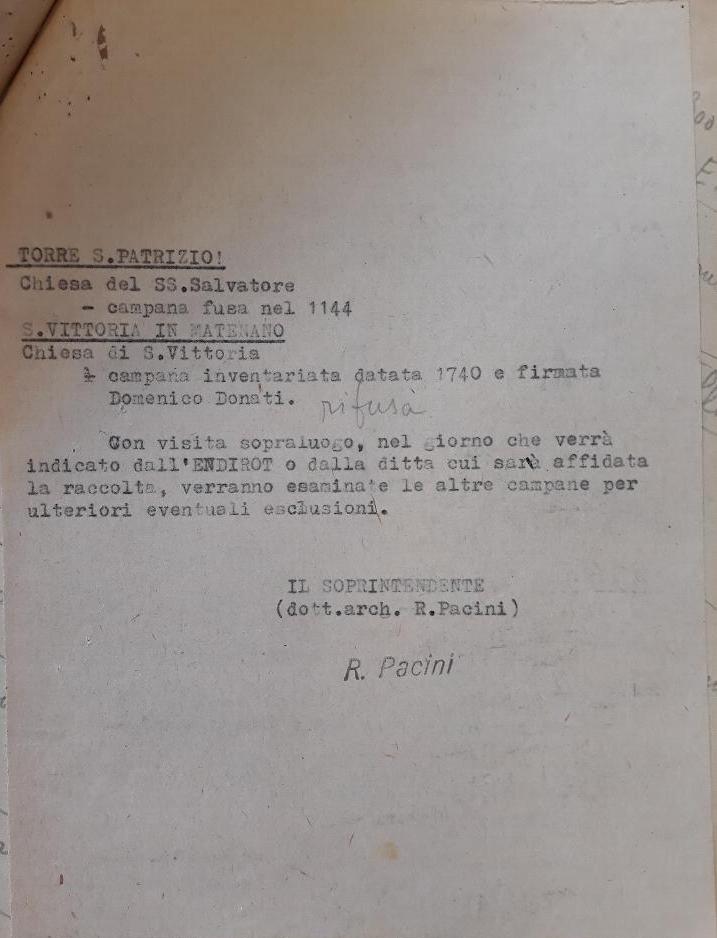 TORRE S.PATRIZIO!
Chiesa del SS.Salvatore
- campana fusa nel 1144
S.VITTORIA IN MATENANO
Chiesa di S.Vittoria
- campana inventariata datata 1740 e firmata
Domenico Donati.
rifusa
Con visita sopraluogo, nel giorno che verrà
indicato dall'ENDIROT o dalla ditta cui sarà affidata
la raccolta, verranno esaminate le altre campane per
ulteriori eventuali esclusioni.
IL SOPRINTENDENTE
(dott.arch. R.Pacini)
R. Pacini